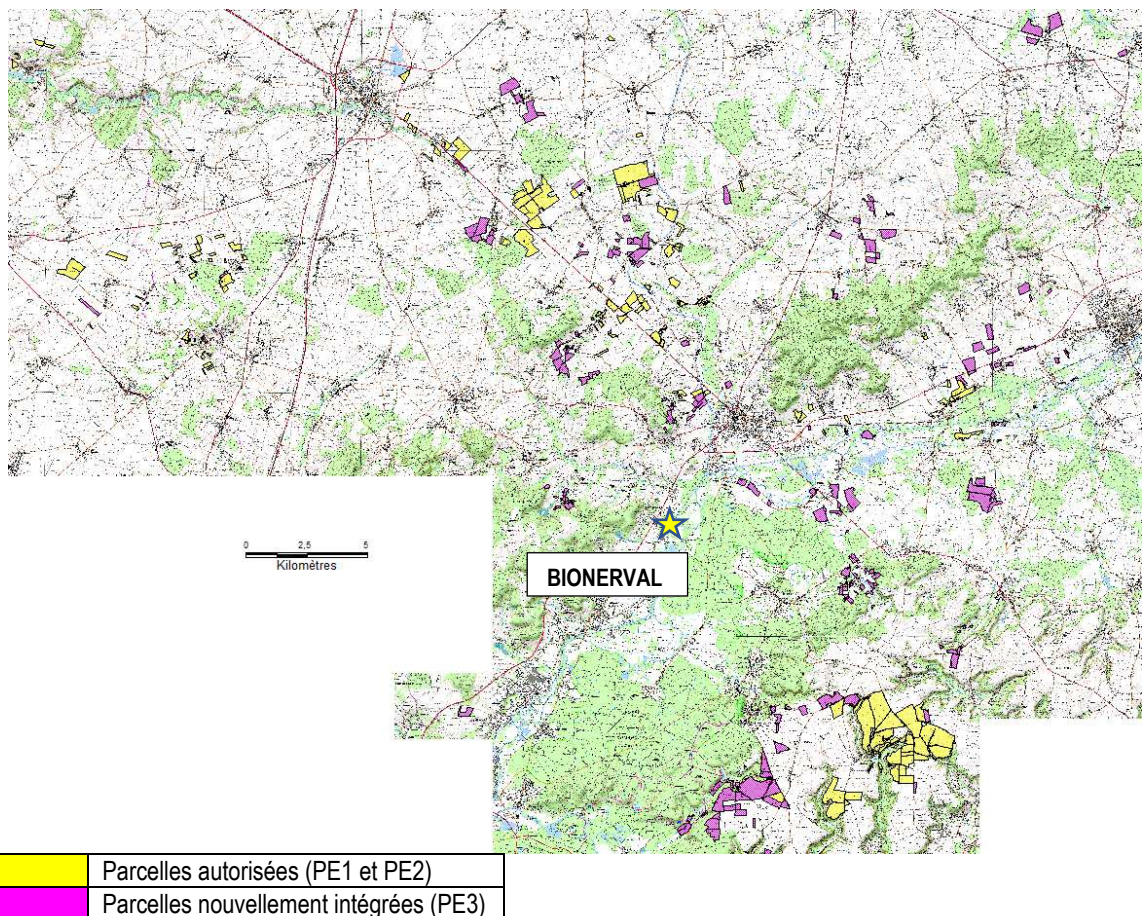 0 2,5 5
Kilomètres
BIONERVAL
Parcelles autorisées (PE1 et PE2)
Parcelles nouvellement intégrées (PE3)